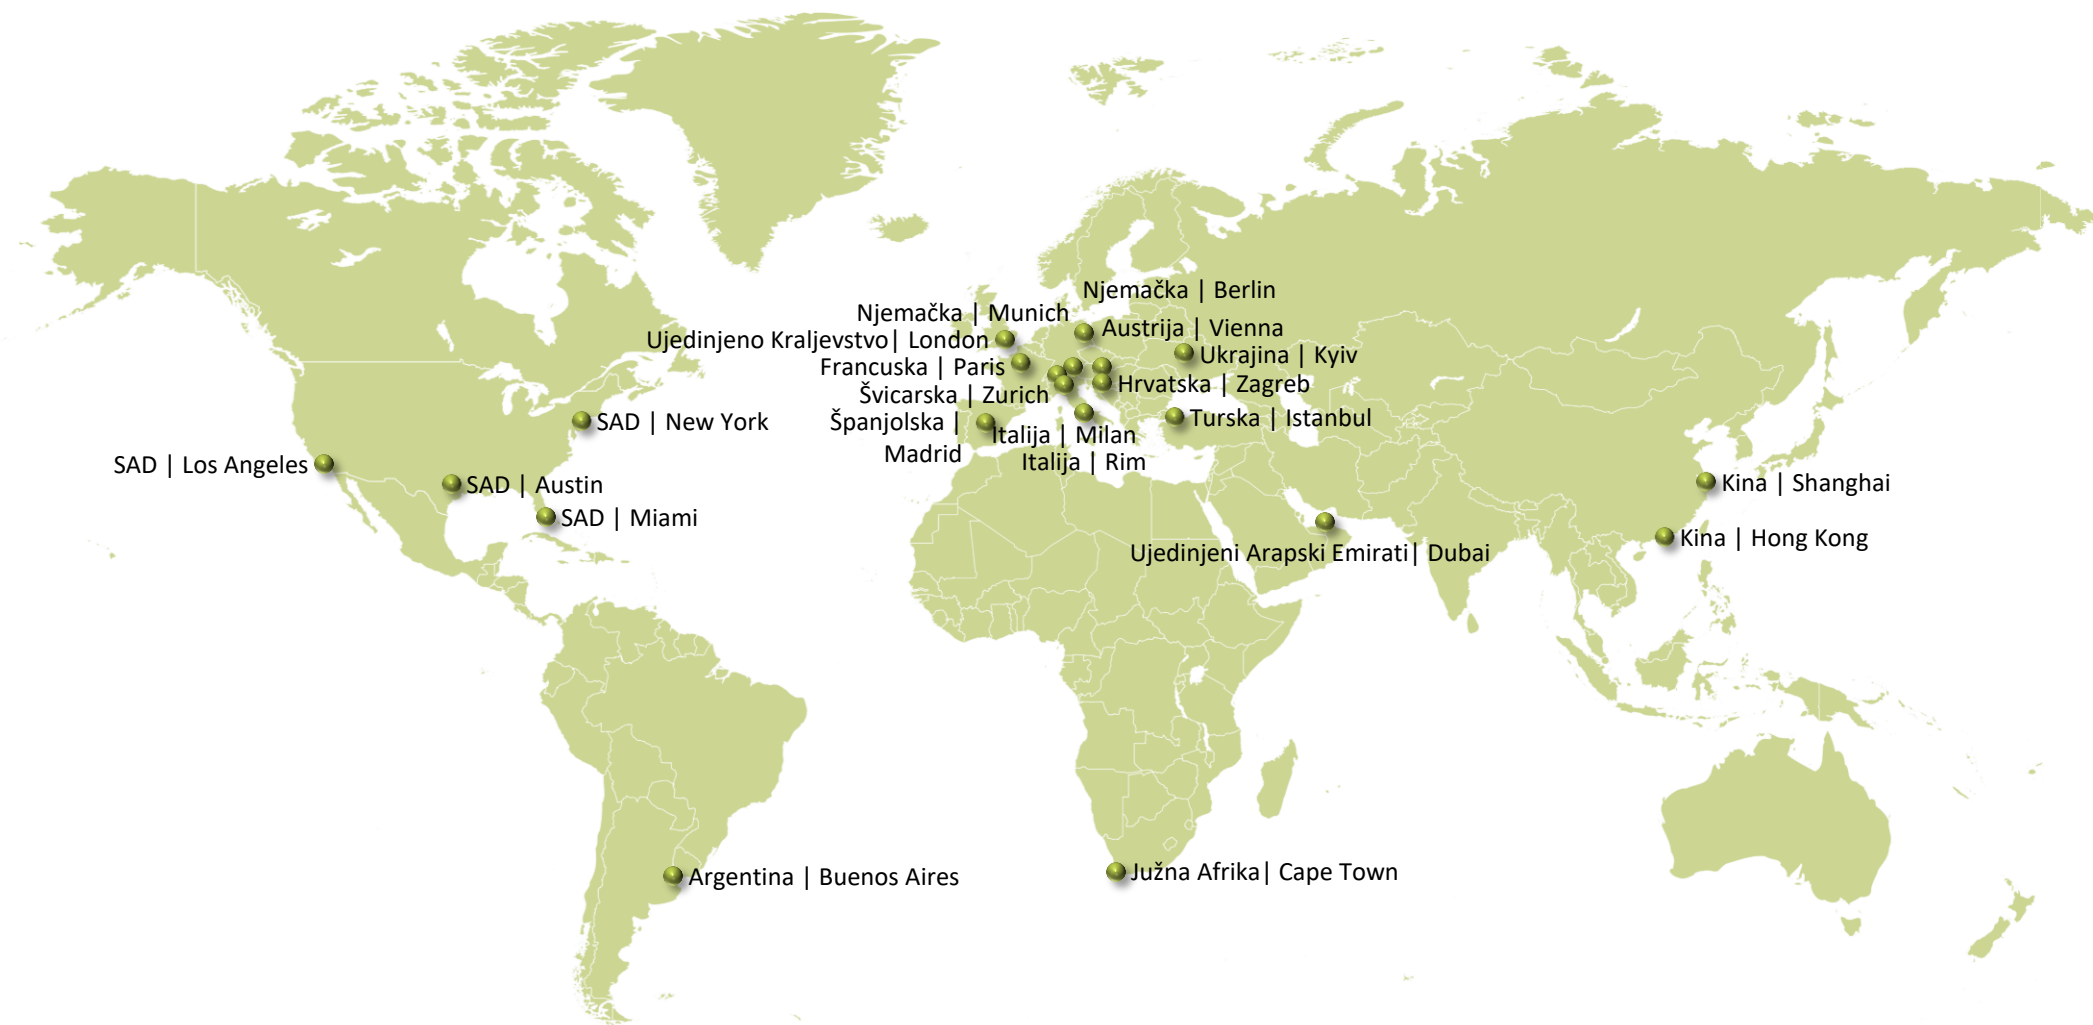 Njemačka | Berlin
Njemačka | Munich
Austrija | Vienna
Ujedinjeno Kraljevstvo| London
Ukrajina | Kyiv
Francuska | Paris
Hrvatska | Zagreb
Švicarska | Zurich
Turska | Istanbul
Španjolska |
Madrid
Italija | Milan
Italija | Rim
SAD | New York
SAD | Los Angeles
SAD | Austin
SAD | Miami
Kina | Shanghai
Kina | Hong Kong
Ujedinjeni Arapski Emirati| Dubai
Južna Afrika| Cape Town
Argentina | Buenos Aires